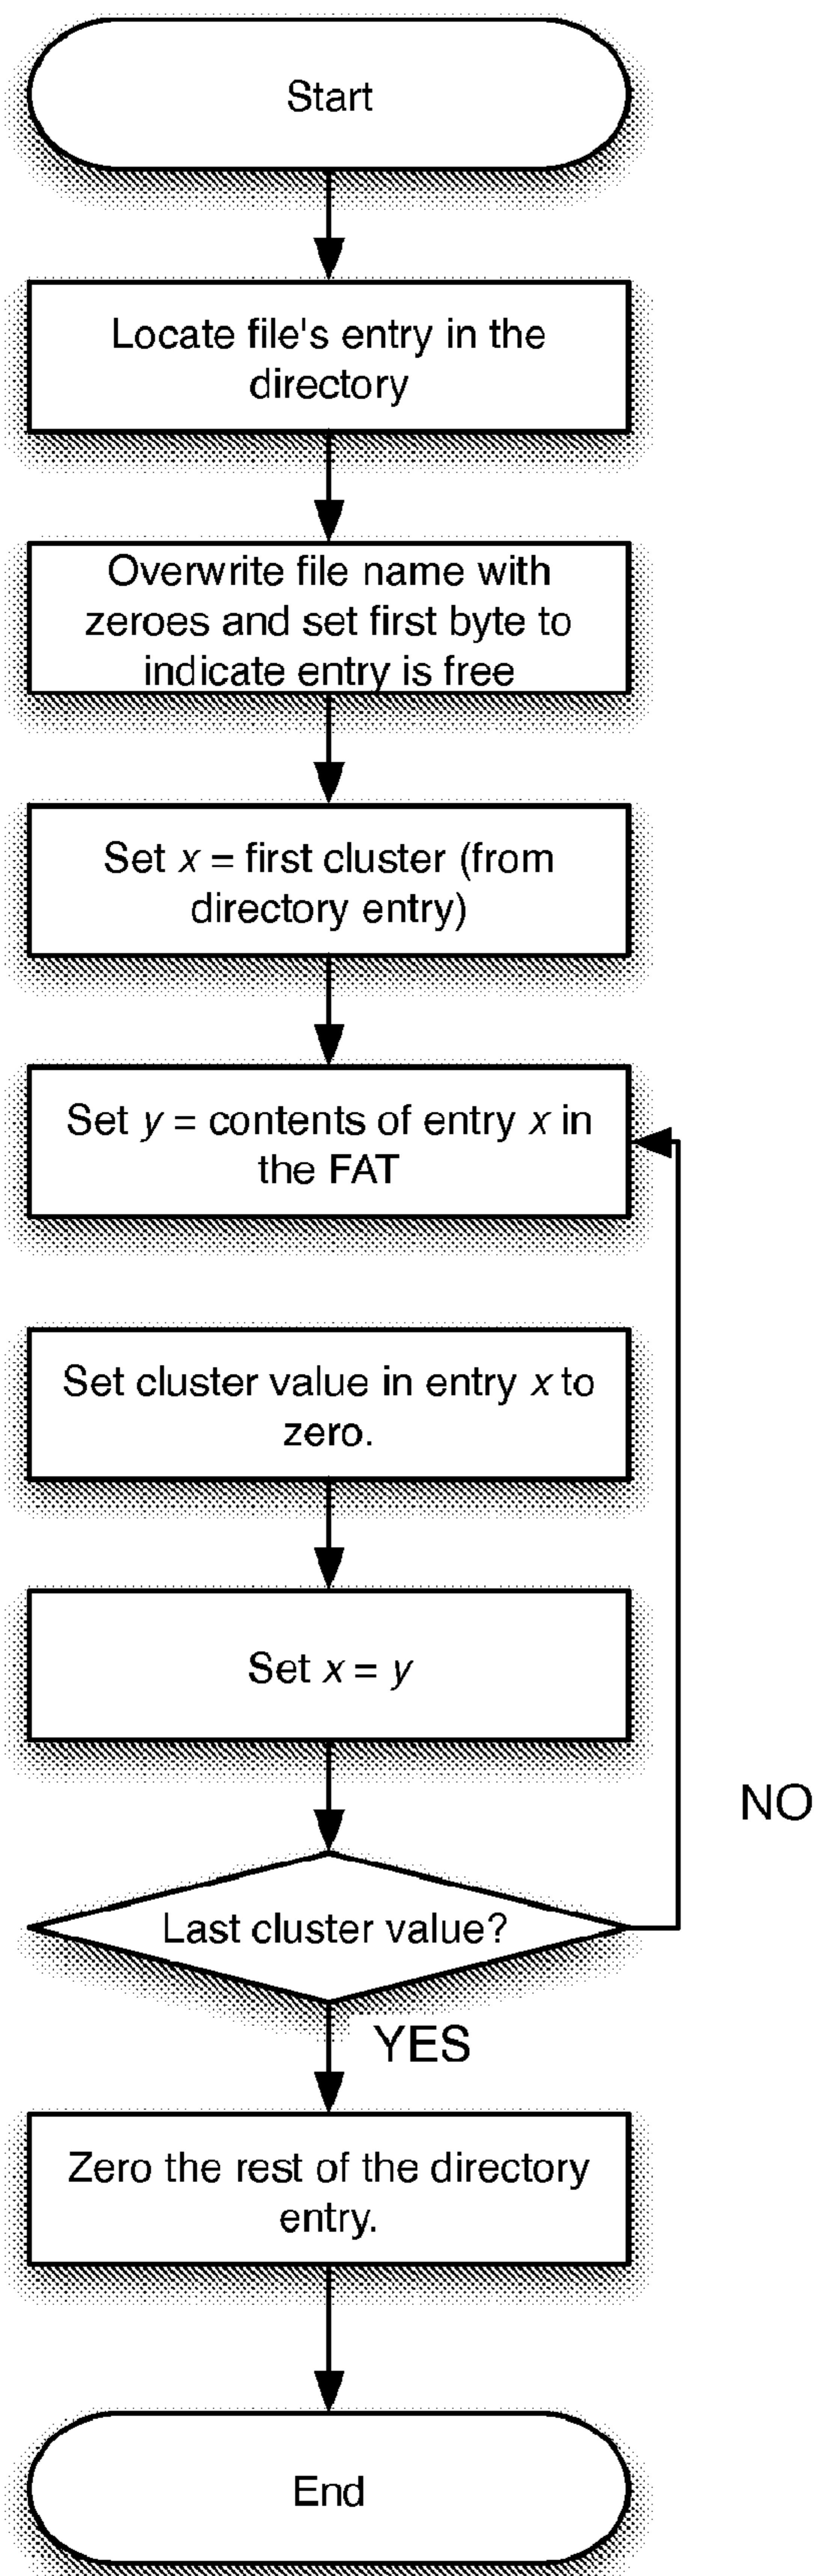 Start
Locate file's entry in the
directory
Overwrite file name with
zeroes and set first byte to
indicate entry is free
Set x = first cluster (from
directory entry)
Set y = contents of entry x in
the FAT
Set cluster value in entry x to
zero.
Set x = y
NO
Last cluster value?
YES
Zero the rest of the directory
entry.
End